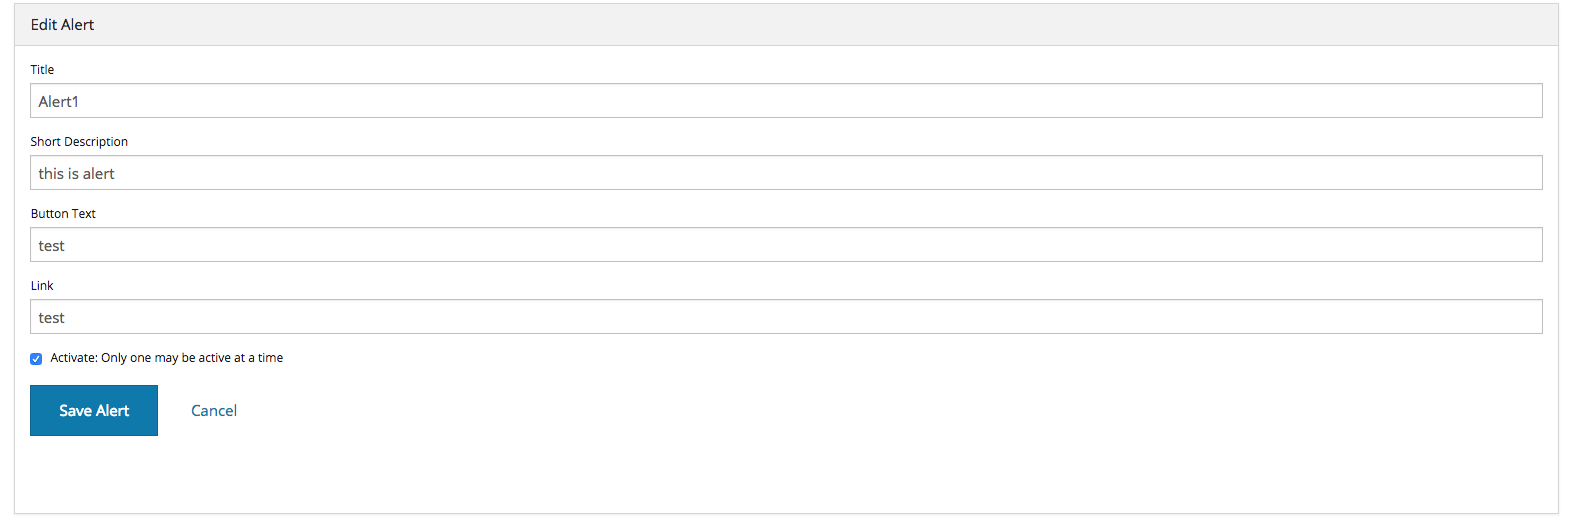 Edit Alert
Title
Alert1
Short Description
this is alert
Button Text
test
Link
test
Activate: Only one may be active at a time
Save Alert Cancel